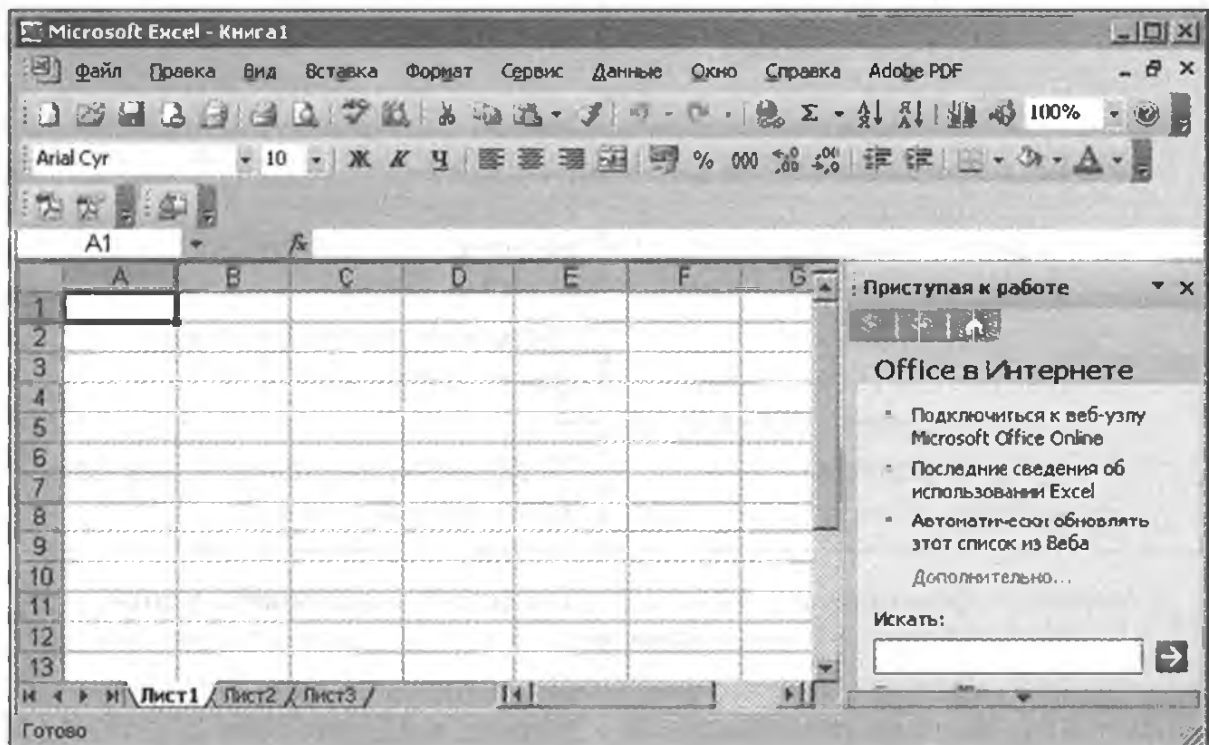 Microsoft Excel - Книга1
Файл Правка Вид Вставка Формат Сервис Данные Окно Справка Adobe PDF
100%
Arial Cyr 10 Ж К Ч % 000
A1 fx
A B C D E F G
1
2
3
4
5
6
7
8
9
10
11
12
13
Приступая к работе
Office в Интернете
Подключиться к веб-узлу
Microsoft Office Online
Последние сведения об
использовании Excel
Автоматически обновлять
этот список из Веба
Дополнительно...
Искать:
Лист1 Лист2 Лист3
Готово